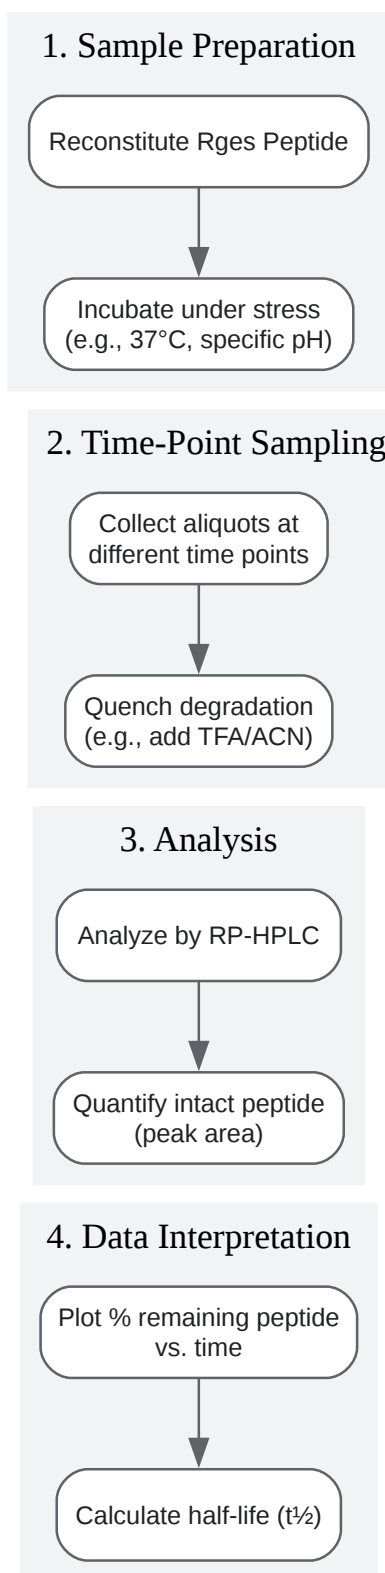 1. Sample Preparation
Reconstitute Rges Peptide
Incubate under stress
(e.g., 37°C, specific pH)
2. Time-Point Sampling
Collect aliquots at
different time points
Quench degradation
(e.g., add TFA/ACN)
3. Analysis
Analyze by RP-HPLC
Quantify intact peptide
(peak area)
4. Data Interpretation
Plot % remaining peptide
vs. time
Calculate half-life (t½)